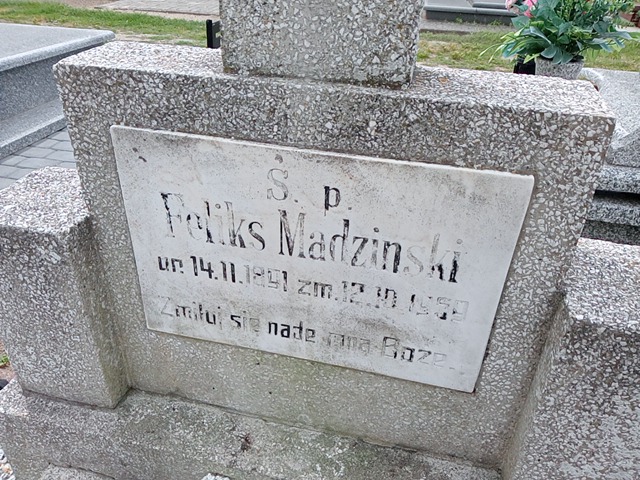 Ś. p.
Feliks Madzinski
ur. 14.11.1891 zm. 12.10.1959
Zmiłuj się nade mną Boże.